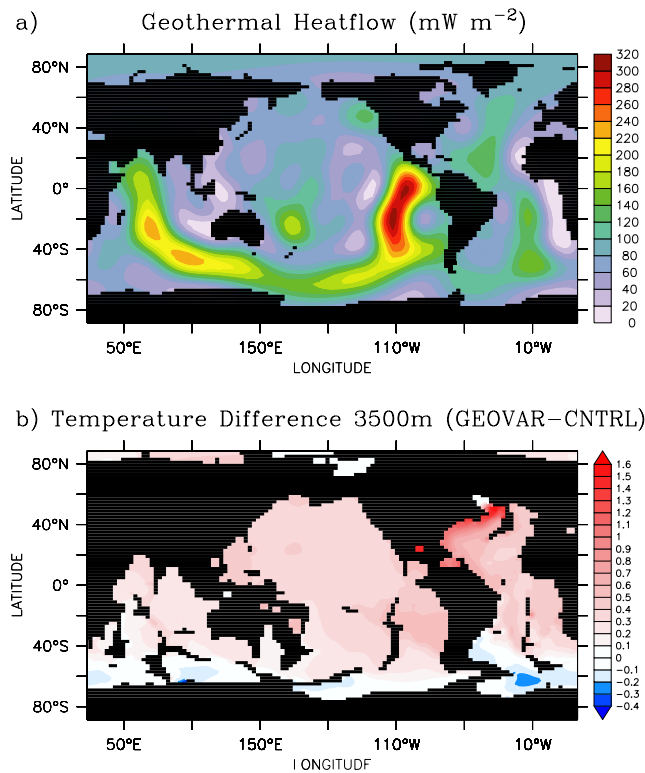 a) Geothermal Heatflow (mW m⁻²)
80°N
40°N
0°
40°S
80°S
LATITUDE
50°E 150°E 110°W 10°W
LONGITUDE
320
300
280
260
240
220
200
180
160
140
120
100
80
60
40
20
0
b) Temperature Difference 3500m (GEOVAR-CNTRL)
80°N
40°N
0°
40°S
80°S
LATITUDE
50°E 150°E 110°W 10°W
LONGITUDF
1.6
1.5
1.4
1.3
1.2
1.1
1
0.9
0.8
0.7
0.6
0.5
0.4
0.3
0.2
0.1
0
-0.1
-0.2
-0.3
-0.4